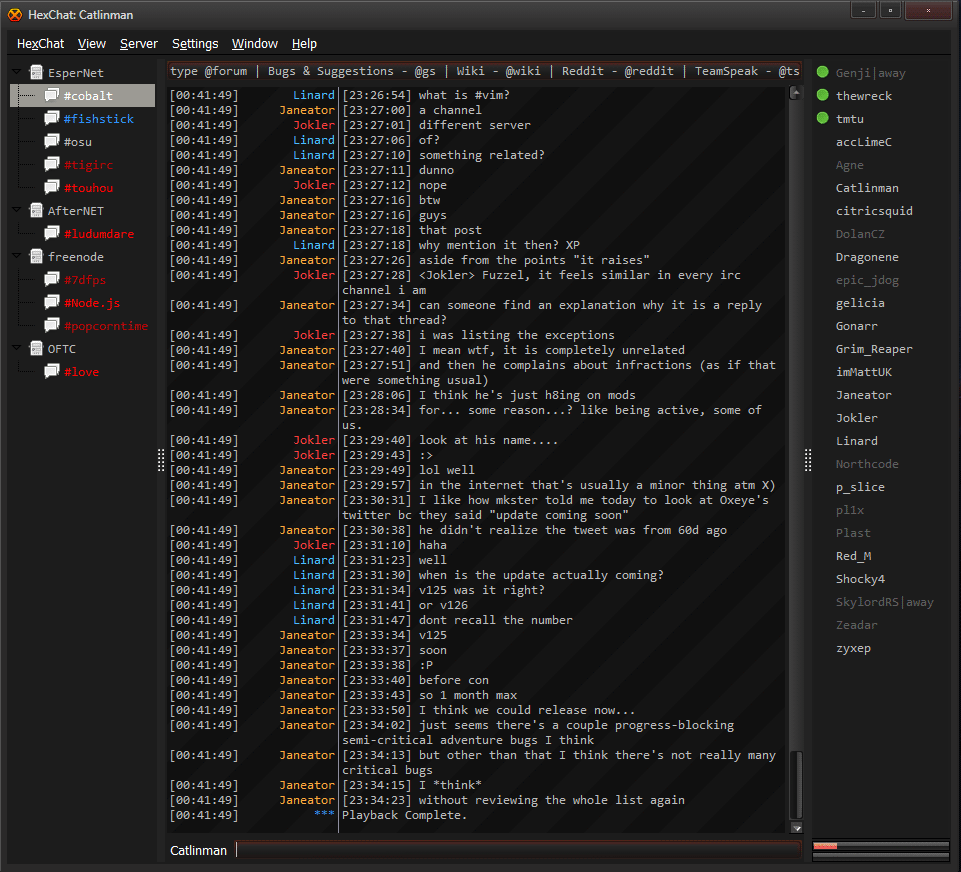 HexChat: Catlinman
HexChat View Server Settings Window Help
EsperNet
#cobalt
#fishstick
#osu
#tigirc
#touhou
AfterNET
#ludumdare
freenode
#7dfps
#Node.js
#popcorntime
OFTC
#love
type @forum | Bugs & Suggestions - @gs | Wiki - @wiki | Reddit - @reddit | TeamSpeak - @ts
[00:41:49] Linard [23:26:54] what is #vim?
[00:41:49] Janeator [23:27:00] a channel
[00:41:49] Jokler [23:27:01] different server
[00:41:49] Linard [23:27:06] of?
[00:41:49] Linard [23:27:10] something related?
[00:41:49] Janeator [23:27:11] dunno
[00:41:49] Jokler [23:27:12] nope
[00:41:49] Janeator [23:27:16] btw
[00:41:49] Janeator [23:27:16] guys
[00:41:49] Janeator [23:27:18] that post
[00:41:49] Linard [23:27:18] why mention it then? XP
[00:41:49] Janeator [23:27:26] aside from the points "it raises"
[00:41:49] Jokler [23:27:28] <Jokler> Fuzzel, it feels similar in every irc
channel i am
[00:41:49] Janeator [23:27:34] can someone find an explanation why it is a reply
to that thread?
[00:41:49] Jokler [23:27:38] i was listing the exceptions
[00:41:49] Janeator [23:27:40] I mean wtf, it is completely unrelated
[00:41:49] Janeator [23:27:51] and then he complains about infractions (as if that
were something usual)
[00:41:49] Janeator [23:28:06] I think he's just h8ing on mods
[00:41:49] Janeator [23:28:34] for... some reason...? like being active, some of
us.
[00:41:49] Jokler [23:29:40] look at his name....
[00:41:49] Jokler [23:29:43] :>
[00:41:49] Janeator [23:29:49] lol well
[00:41:49] Janeator [23:29:57] in the internet that's usually a minor thing atm X)
[00:41:49] Janeator [23:30:31] I like how mkster told me today to look at Oxeye's
twitter bc they said "update coming soon"
[00:41:49] Janeator [23:30:38] he didn't realize the tweet was from 60d ago
[00:41:49] Jokler [23:31:10] haha
[00:41:49] Linard [23:31:23] well
[00:41:49] Linard [23:31:30] when is the update actually coming?
[00:41:49] Linard [23:31:34] v125 was it right?
[00:41:49] Linard [23:31:41] or v126
[00:41:49] Linard [23:31:47] dont recall the number
[00:41:49] Janeator [23:33:34] v125
[00:41:49] Janeator [23:33:37] soon
[00:41:49] Janeator [23:33:38] :P
[00:41:49] Janeator [23:33:40] before con
[00:41:49] Janeator [23:33:43] so 1 month max
[00:41:49] Janeator [23:33:50] I think we could release now...
[00:41:49] Janeator [23:34:02] just seems there's a couple progress-blocking
semi-critical adventure bugs I think
[00:41:49] Janeator [23:34:13] but other than that I think there's not really many
critical bugs
[00:41:49] Janeator [23:34:15] I *think*
[00:41:49] Janeator [23:34:23] without reviewing the whole list again
[00:41:49] *** Playback Complete.
Catlinman
Genji|away
thewreck
tmtu
accLimeC
Agne
Catlinman
citricsquid
DolanCZ
Dragonene
epic_jdog
gelicia
Gonarr
Grim_Reaper
imMattUK
Janeator
Jokler
Linard
Northcode
p_slice
pl1x
Plast
Red_M
Shocky4
SkylordRS|away
Zeadar
zyxep